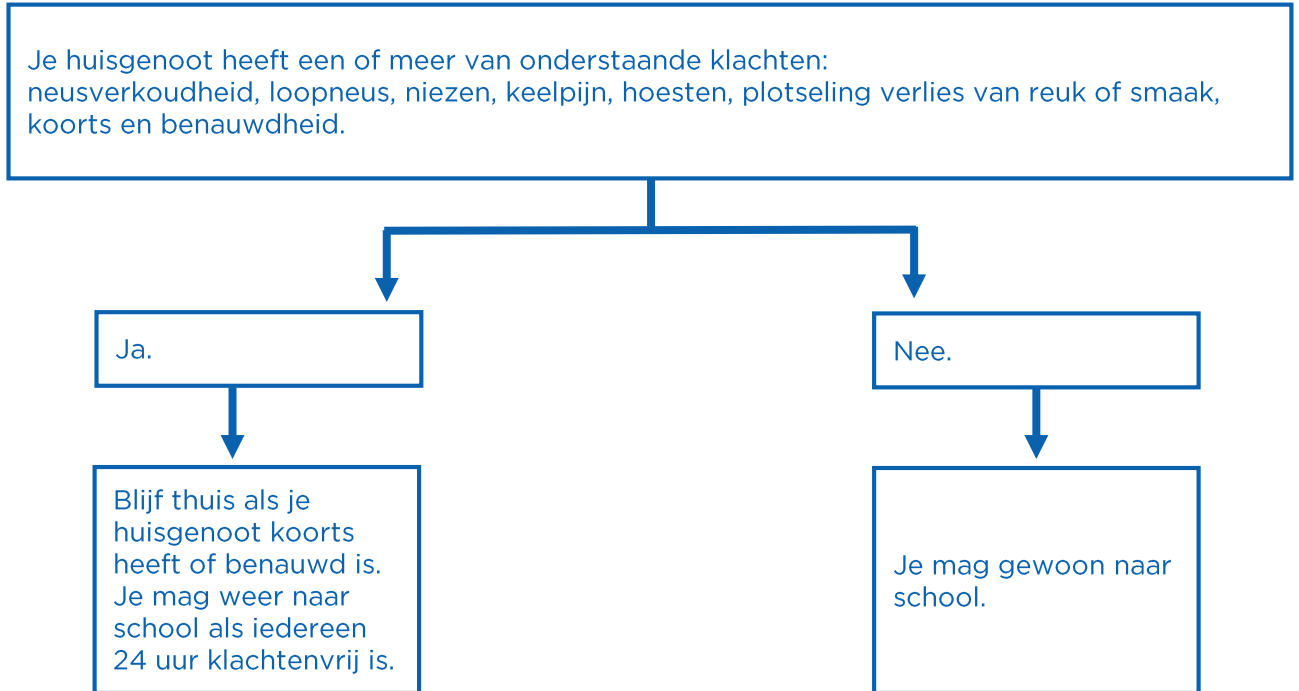 Je huisgenoot heeft een of meer van onderstaande klachten:
neusverkoudheid, loopneus, niezen, keelpijn, hoesten, plotseling verlies van reuk of smaak,
koorts en benauwdheid.
Ja.
Nee.
Blijf thuis als je
huisgenoot koorts
heeft of benauwd is.
Je mag weer naar
school als iedereen
24 uur klachtenvrij is.
Je mag gewoon naar
school.